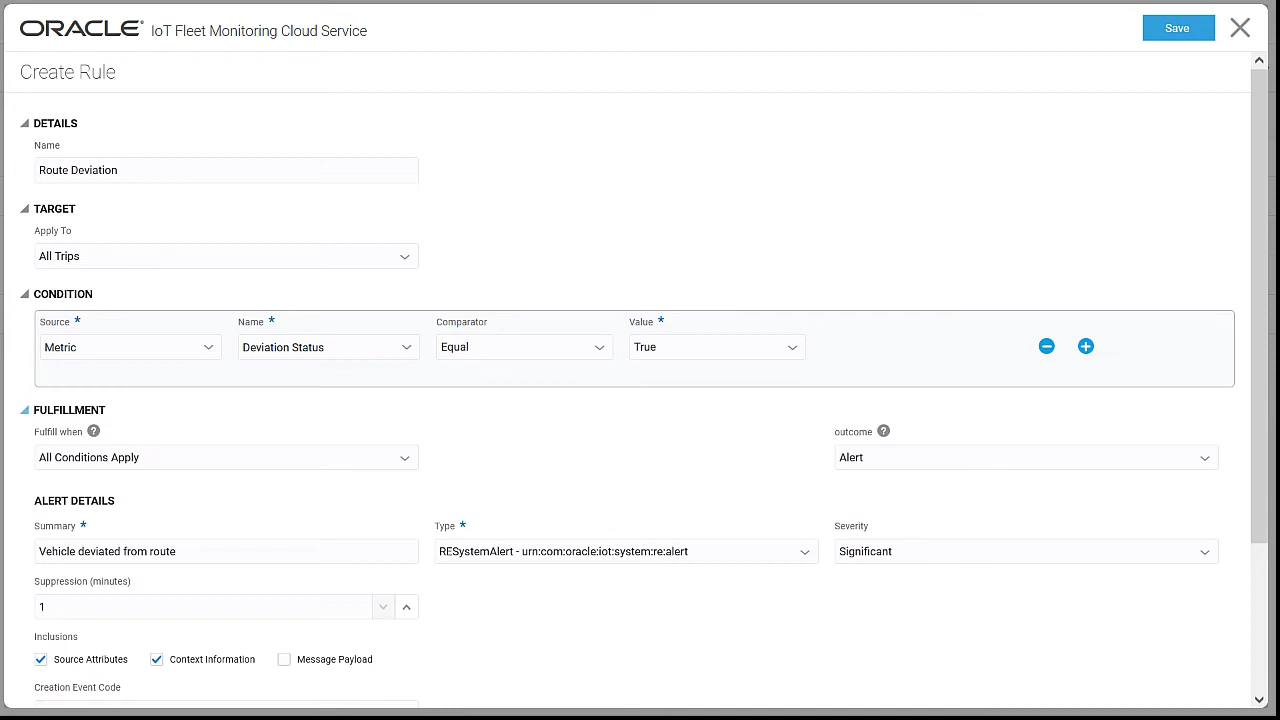 ORACLE® IoT Fleet Monitoring Cloud Service
Save
Create Rule
DETAILS
Name
Route Deviation
TARGET
Apply To
All Trips
CONDITION
Source * Name * Comparator Value *
Metric Deviation Status Equal True
FULFILLMENT
Fulfill when ? outcome ?
All Conditions Apply Alert
ALERT DETAILS
Summary * Type * Severity
Vehicle deviated from route RESystemAlert - urn:com:oracle:iot:system:re:alert Significant
Suppression (minutes)
1
Inclusions
Source Attributes Context Information Message Payload
Creation Event Code